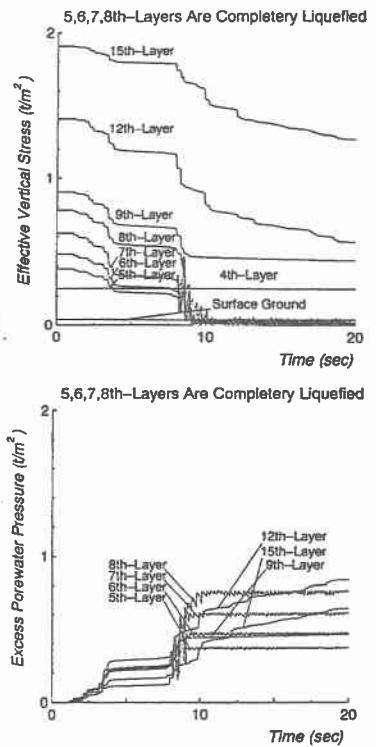 5,6,7,8th-Layers Are Completery Liquefied
2
15th-Layer
12th-Layer
1
9th-Layer
8th-Layer
7th-Layer
6th-Layer
5th-Layer
4th-Layer
Surface Ground
0
0
10
20
Effective Vertical Stress (t/m²)
Time (sec)
5,6,7,8th-Layers Are Completery Liquefied
2
1
12th-Layer
15th-Layer
9th-Layer
8th-Layer
7th-Layer
6th-Layer
5th-Layer
0
0
10
20
Excess Porewater Pressure (t/m²)
Time (sec)